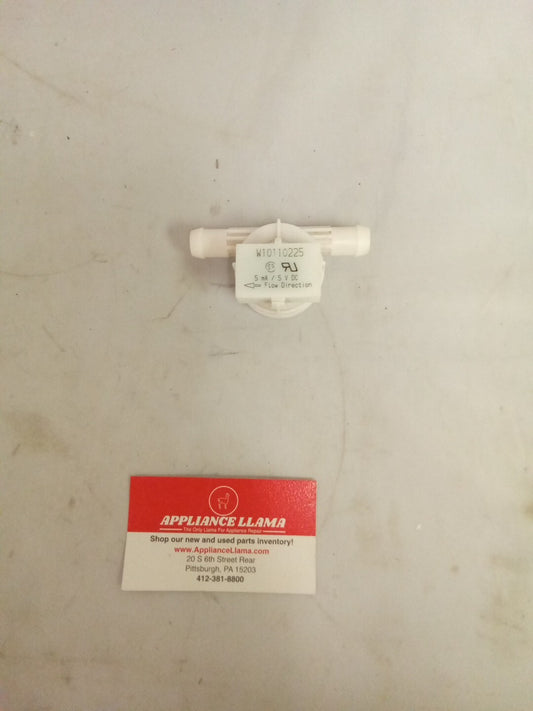 W10110225
5 mA / 5 V DC
Flow Direction
APPLIANCE LLAMA
The Only Llama For Appliance Repair
Shop our new and used parts inventory!
www.ApplianceLlama.com
20 S 6th Street Rear
Pittsburgh, PA 15203
412-381-8800